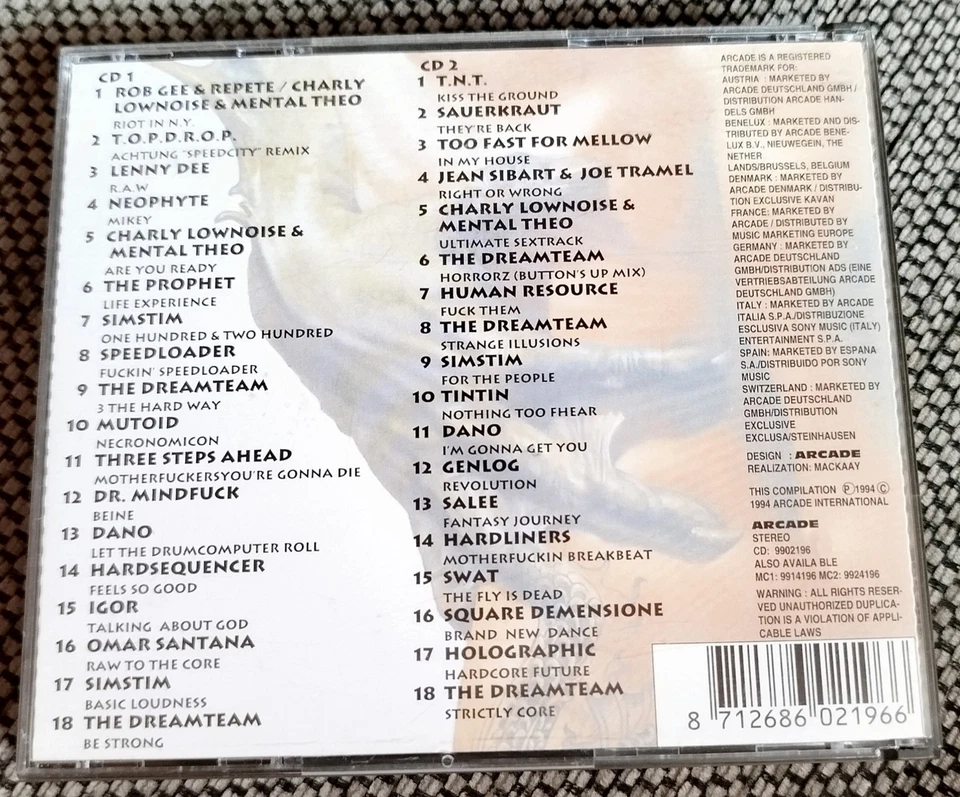 CD 1
1 ROB GEE & REPETE / CHARLY
LOWNOISE & MENTAL THEO
RIOT IN N.Y.
2 T.O.P.D.R.O.P.
ACHTUNG "SPEEDCITY" REMIX
3 LENNY DEE
R.A.W
4 NEOPHYTE
MIKEY
5 CHARLY LOWNOISE &
MENTAL THEO
ARE YOU READY
6 THE PROPHET
LIFE EXPERIENCE
7 SIMSTIM
ONE HUNDRED & TWO HUNDRED
8 SPEEDLOADER
FUCKIN' SPEEDLOADER
9 THE DREAMTEAM
3 THE HARD WAY
10 MUTOID
NECRONOMICON
11 THREE STEPS AHEAD
MOTHERFUCKERSYOU'RE GONNA DIE
12 DR. MINDFUCK
BEINE
13 DANO
LET THE DRUMCOMPUTER ROLL
14 HARDSEQUENCER
FEELS SO GOOD
15 IGOR
TALKING ABOUT GOD
16 OMAR SANTANA
RAW TO THE CORE
17 SIMSTIM
BASIC LOUDNESS
18 THE DREAMTEAM
BE STRONG
CD 2
1 T.N.T.
KISS THE GROUND
2 SAUERKRAUT
THEY'RE BACK
3 TOO FAST FOR MELLOW
IN MY HOUSE
4 JEAN SIBART & JOE TRAMEL
RIGHT OR WRONG
5 CHARLY LOWNOISE &
MENTAL THEO
ULTIMATE SEXTRACK
6 THE DREAMTEAM
HORRORZ (BUTTON'S UP MIX)
7 HUMAN RESOURCE
FUCK THEM
8 THE DREAMTEAM
STRANGE ILLUSIONS
9 SIMSTIM
FOR THE PEOPLE
10 TINTIN
NOTHING TOO FHEAR
11 DANO
I'M GONNA GET YOU
12 GENLOG
REVOLUTION
13 SALEE
FANTASY JOURNEY
14 HARDLINERS
MOTHERFUCKIN BREAKBEAT
15 SWAT
THE FLY IS DEAD
16 SQUARE DEMENSIONE
BRAND NEW DANCE
17 HOLOGRAPHIC
HARDCORE FUTURE
18 THE DREAMTEAM
STRICTLY CORE
ARCADE IS A REGISTERED
TRADEMARK FOR:
AUSTRIA : MARKETED BY
ARCADE DEUTSCHLAND GMBH /
DISTRIBUTION ARCADE HAN-
DELS GMBH
BENELUX : MARKETED AND DIS-
TRIBUTED BY ARCADE BENE-
LUX B.V., NIEUWEGEIN, THE
NETHER
LANDS/BRUSSELS, BELGIUM
DENMARK : MARKETED BY
ARCADE DENMARK / DISTRIBU-
TION EXCLUSIVE KAVAN
FRANCE: MARKETED BY
ARCADE / DISTRIBUTED BY
MUSIC MARKETING EUROPE
GERMANY : MARKETED BY
ARCADE DEUTSCHLAND
GMBH/DISTRIBUTION ADS (EINE
VERTRIEBSABTEILUNG ARCADE
DEUTSCHLAND GMBH)
ITALY : MARKETED BY ARCADE
ITALIA S.P.A./DISTRIBUZIONE
ESCLUSIVA SONY MUSIC (ITALY)
ENTERTAINMENT S.P.A.
SPAIN: MARKETED BY ESPANA
S.A./DISTRIBUIDO POR SONY
MUSIC
SWITZERLAND : MARKETED BY
ARCADE DEUTSCHLAND
GMBH/DISTRIBUTION
EXCLUSIVE
EXCLUSA/STEINHAUSEN
DESIGN : ARCADE
REALIZATION: MACKAAY
THIS COMPILATION Ⓟ1994 ©
1994 ARCADE INTERNATIONAL
ARCADE
STEREO
CD: 9902196
ALSO AVAILA BLE
MC1: 9914196 MC2: 9924196
WARNING : ALL RIGHTS RESER-
VED UNAUTHORIZED DUPLICA-
TION IS A VIOLATION OF APPLI-
CABLE LAWS
8 712686 021966